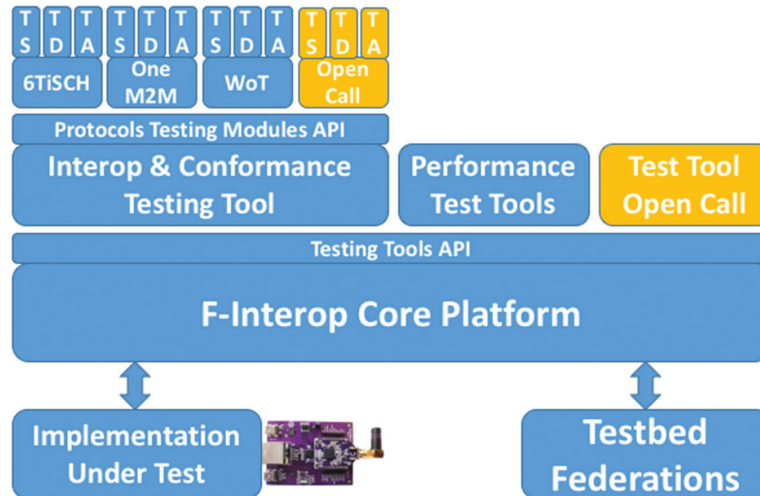 T T T T T T T T T T T T
S D A S D A S D A S D A
6TiSCH
One
M2M
WoT
Open
Call
Protocols Testing Modules API
Interop & Conformance
Testing Tool
Performance
Test Tools
Test Tool
Open Call
Testing Tools API
F-Interop Core Platform
Implementation
Under Test
Testbed
Federations